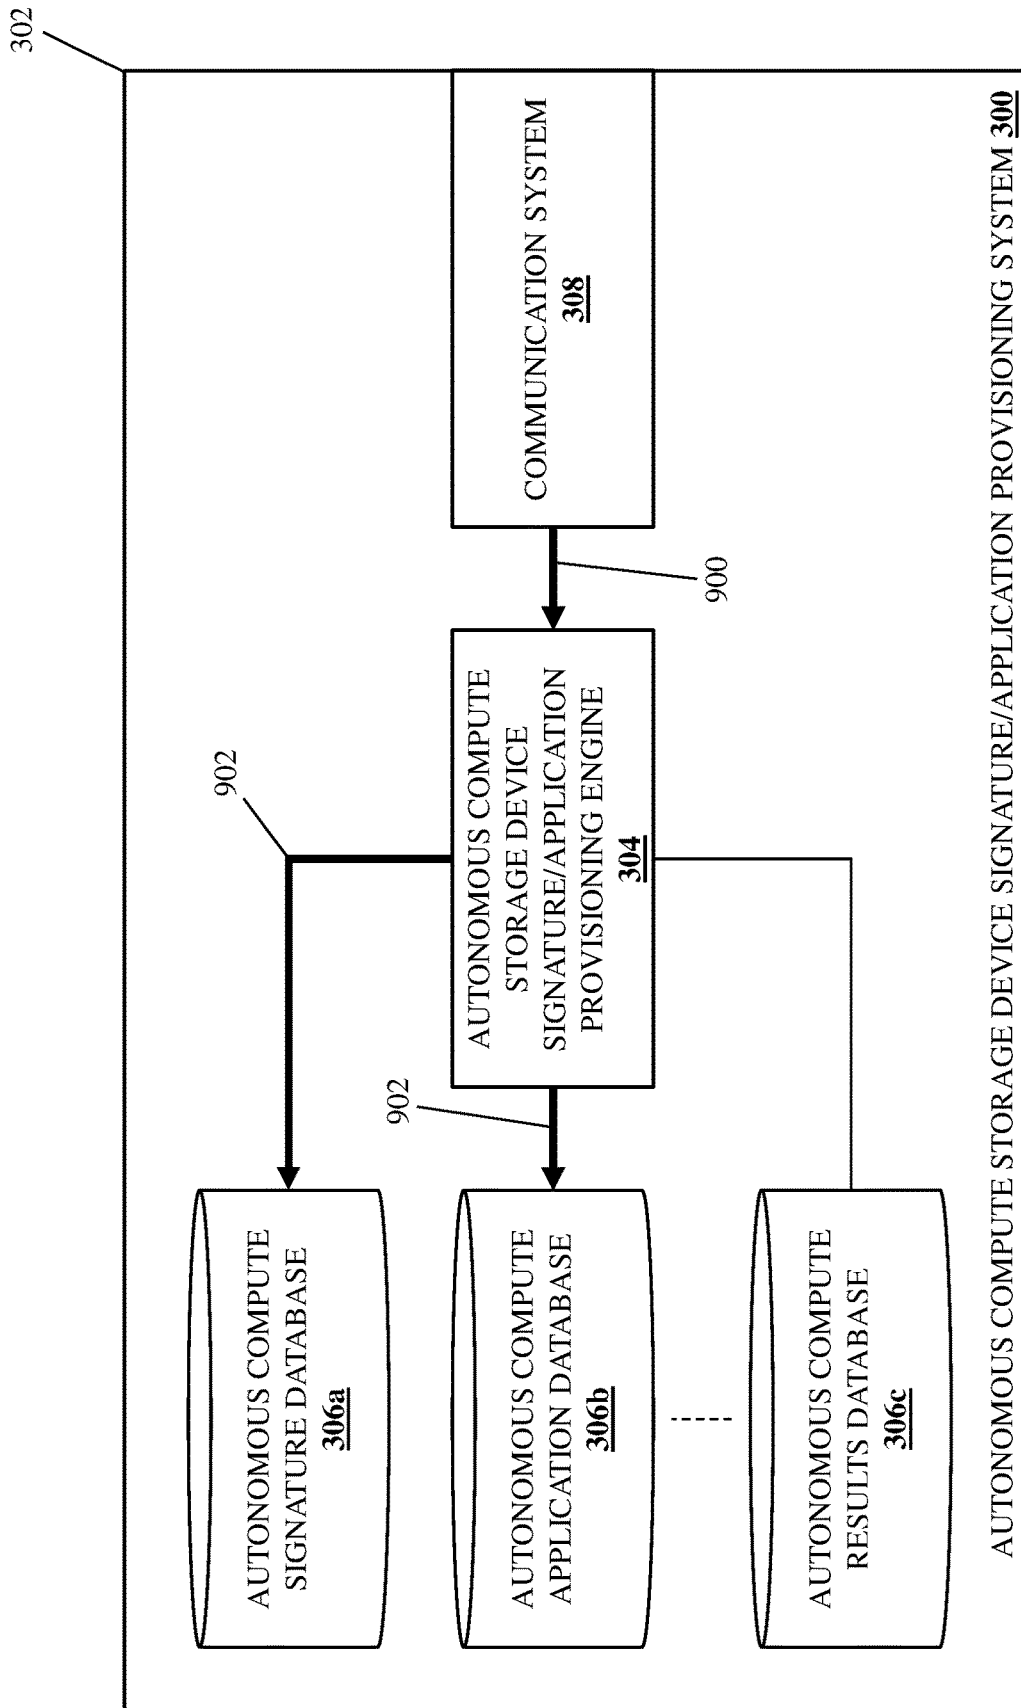 302
COMMUNICATION SYSTEM
308
900
902
AUTONOMOUS COMPUTE
STORAGE DEVICE
SIGNATURE/APPLICATION
PROVISIONING ENGINE
304
902
AUTONOMOUS COMPUTE
SIGNATURE DATABASE
306a
AUTONOMOUS COMPUTE
APPLICATION DATABASE
306b
AUTONOMOUS COMPUTE
RESULTS DATABASE
306c
AUTONOMOUS COMPUTE STORAGE DEVICE SIGNATURE/APPLICATION PROVISIONING SYSTEM 300